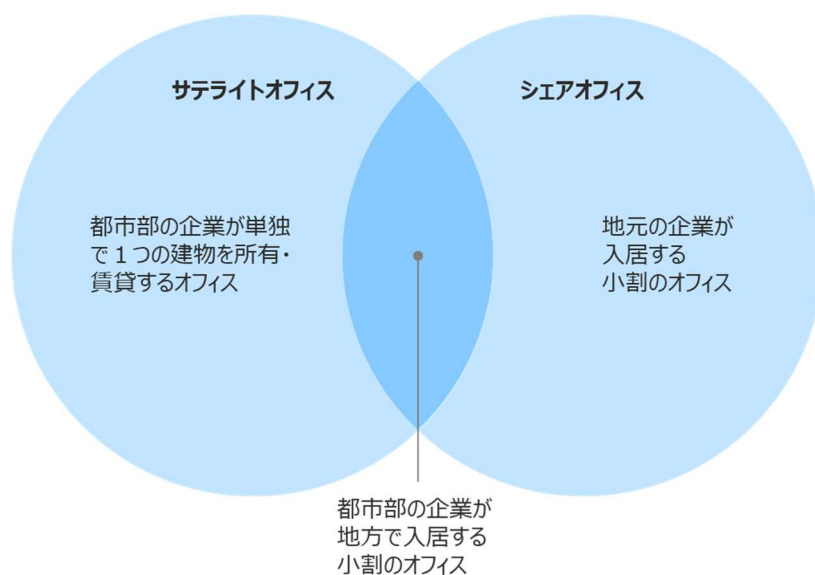 サテライトオフィス
シェアオフィス
都市部の企業が単独
で１つの建物を所有・
賃貸するオフィス
地元の企業が
入居する
小割のオフィス
都市部の企業が
地方で入居する
小割のオフィス